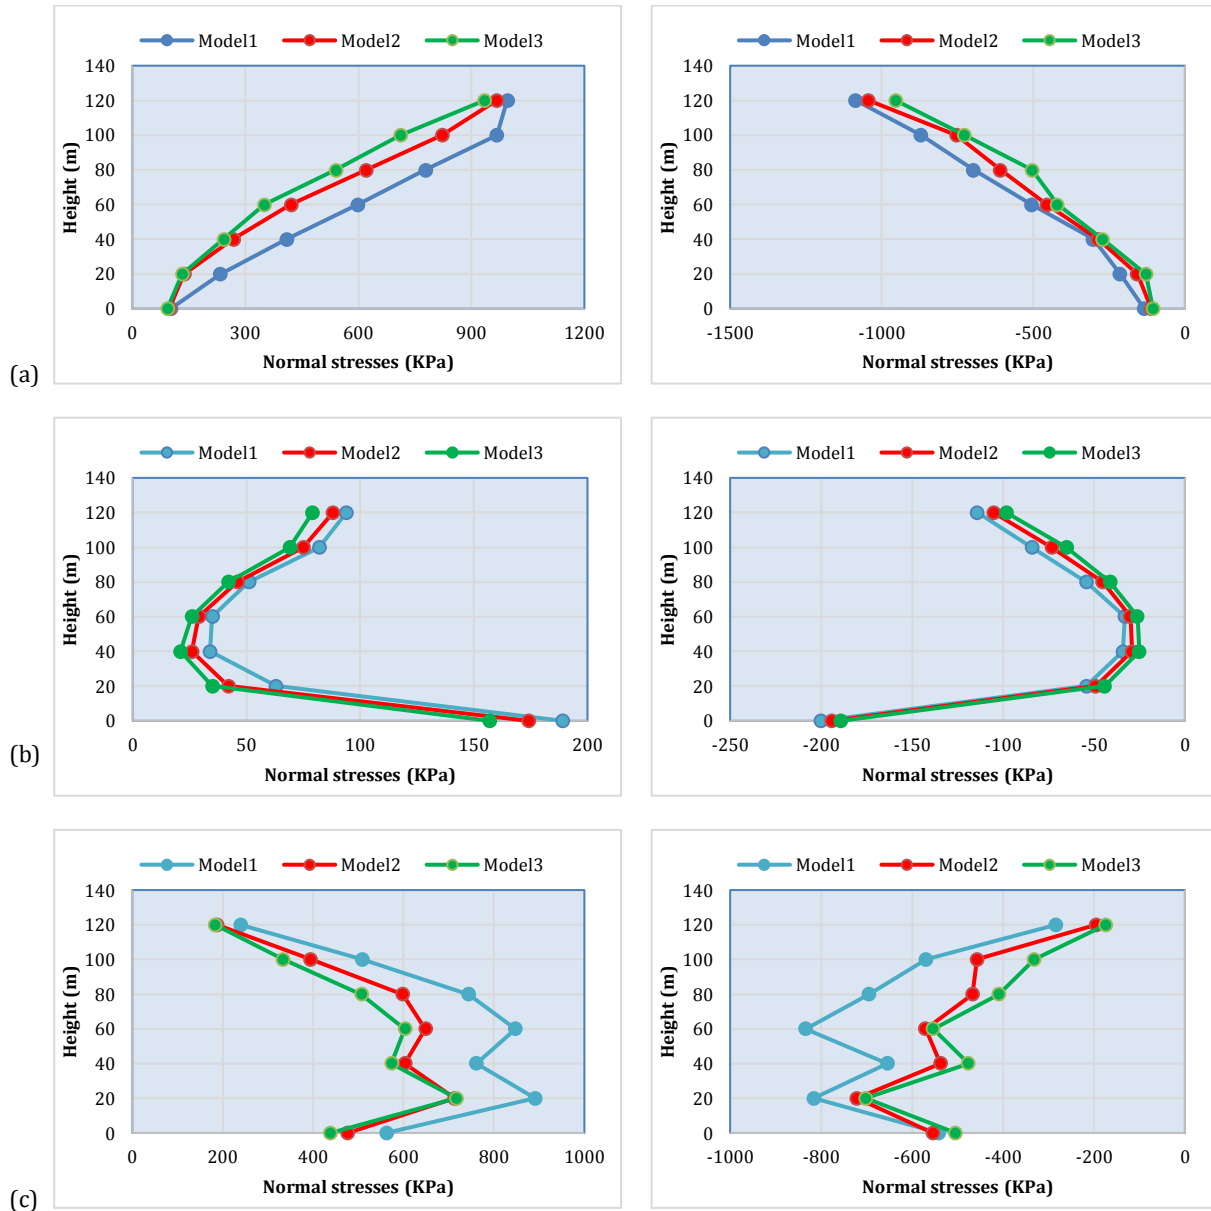 Model1 Model2 Model3
140
120
100
80
60
40
20
0
Height (m)
0 300 600 900 1200
Normal stresses (KPa)
(a)
Model1 Model2 Model3
140
120
100
80
60
40
20
0
Height (m)
-1500 -1000 -500 0
Normal stresses (KPa)
Model1 Model2 Model3
140
120
100
80
60
40
20
0
Height (m)
0 50 100 150 200
Normal stresses (KPa)
(b)
Model1 Model2 Model3
140
120
100
80
60
40
20
0
Height (m)
-250 -200 -150 -100 -50 0
Normal stresses (KPa)
Model1 Model2 Model3
140
120
100
80
60
40
20
0
Height (m)
0 200 400 600 800 1000
Normal stresses (KPa)
(c)
Model1 Model2 Model3
140
120
100
80
60
40
20
0
Height (m)
-1000 -800 -600 -400 -200 0
Normal stresses (KPa)